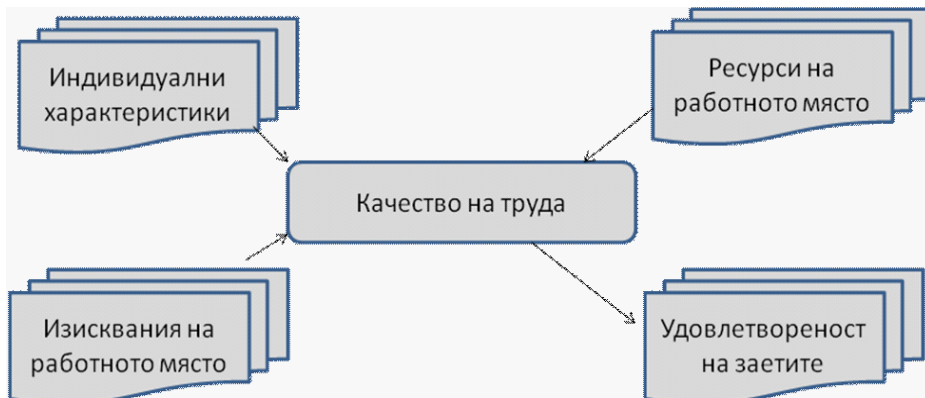 Индивидуални
характеристики
Ресурси на
работното място
Качество на труда
Изисквания на
работното място
Удовлетвореност
на заетите